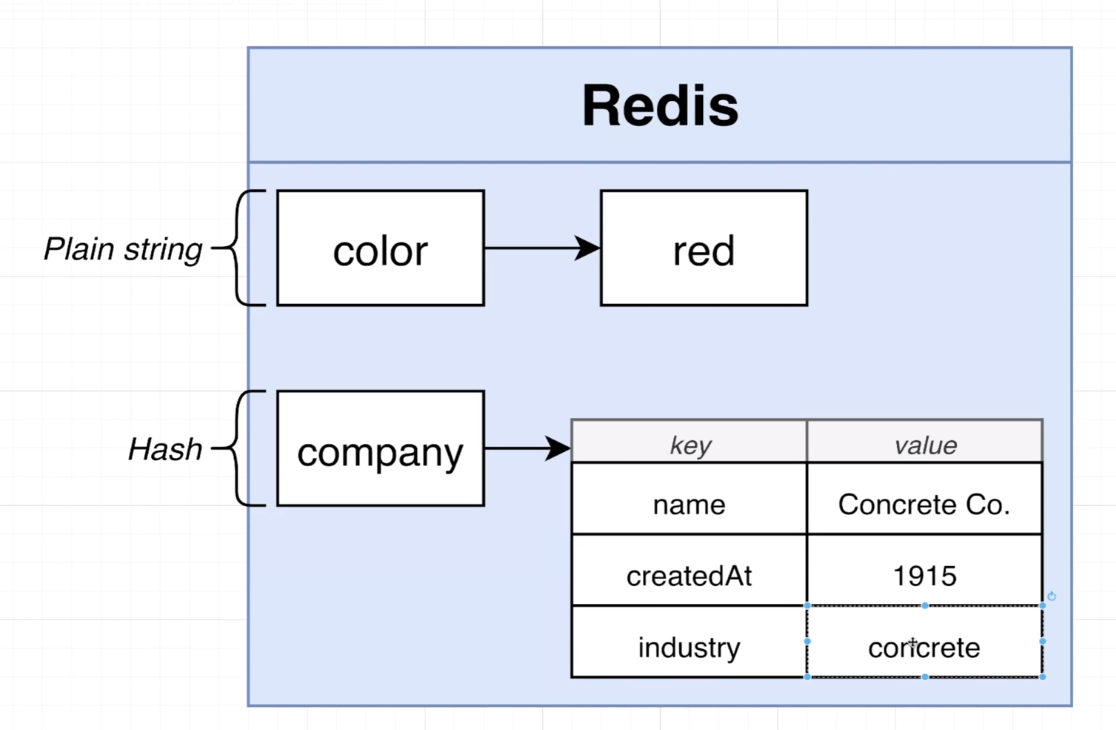 Redis
Plain string
color
red
Hash
company
key value
name Concrete Co.
createdAt 1915
industry concrete